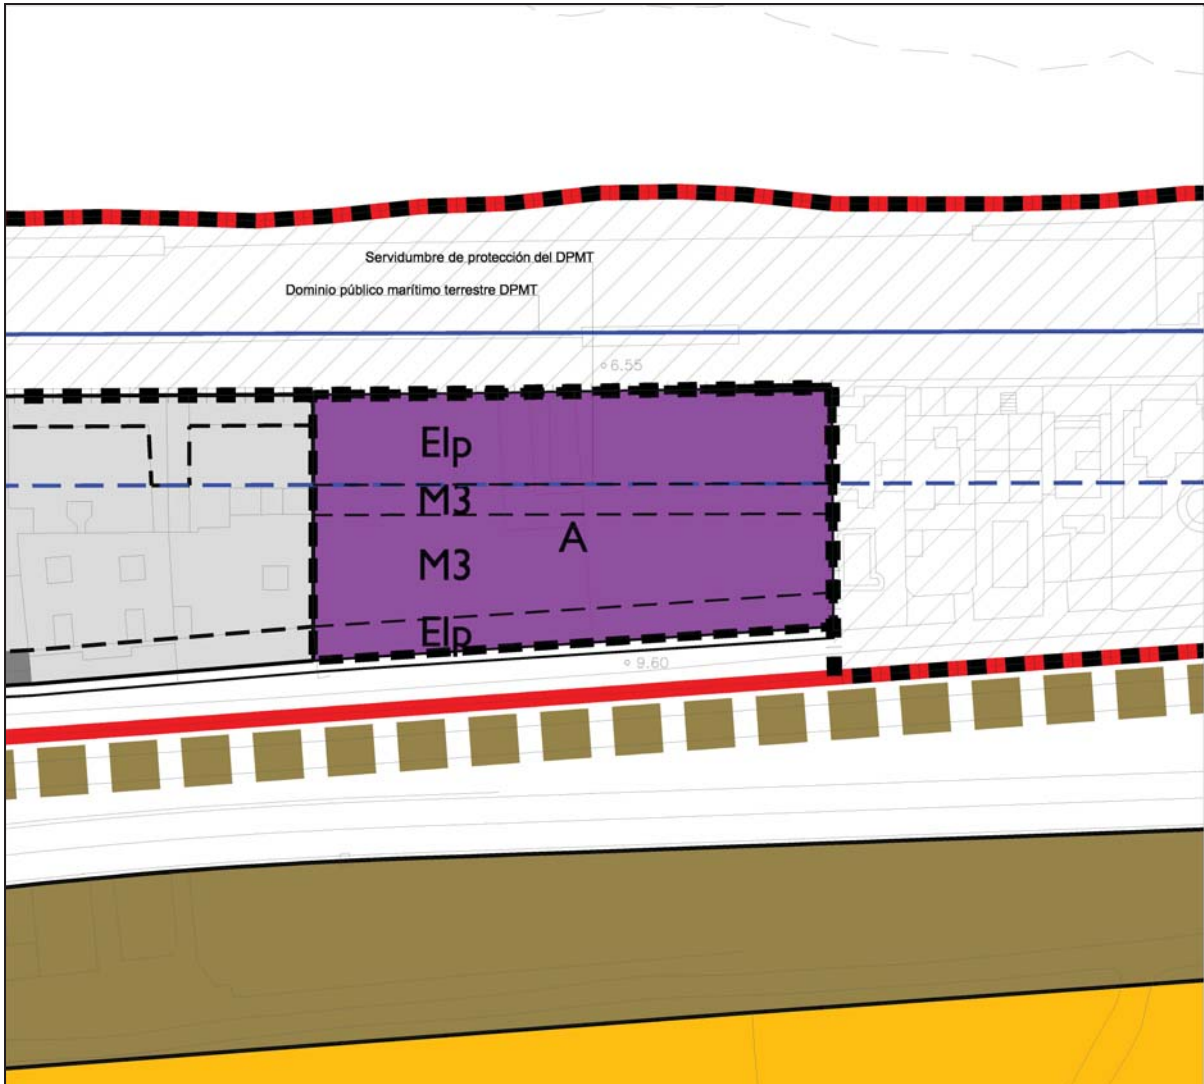 Servidumbre de protección del DPMT
Dominio público marítimo terrestre DPMT
6.55
Elp
M3
A
M3
Elp
9.60